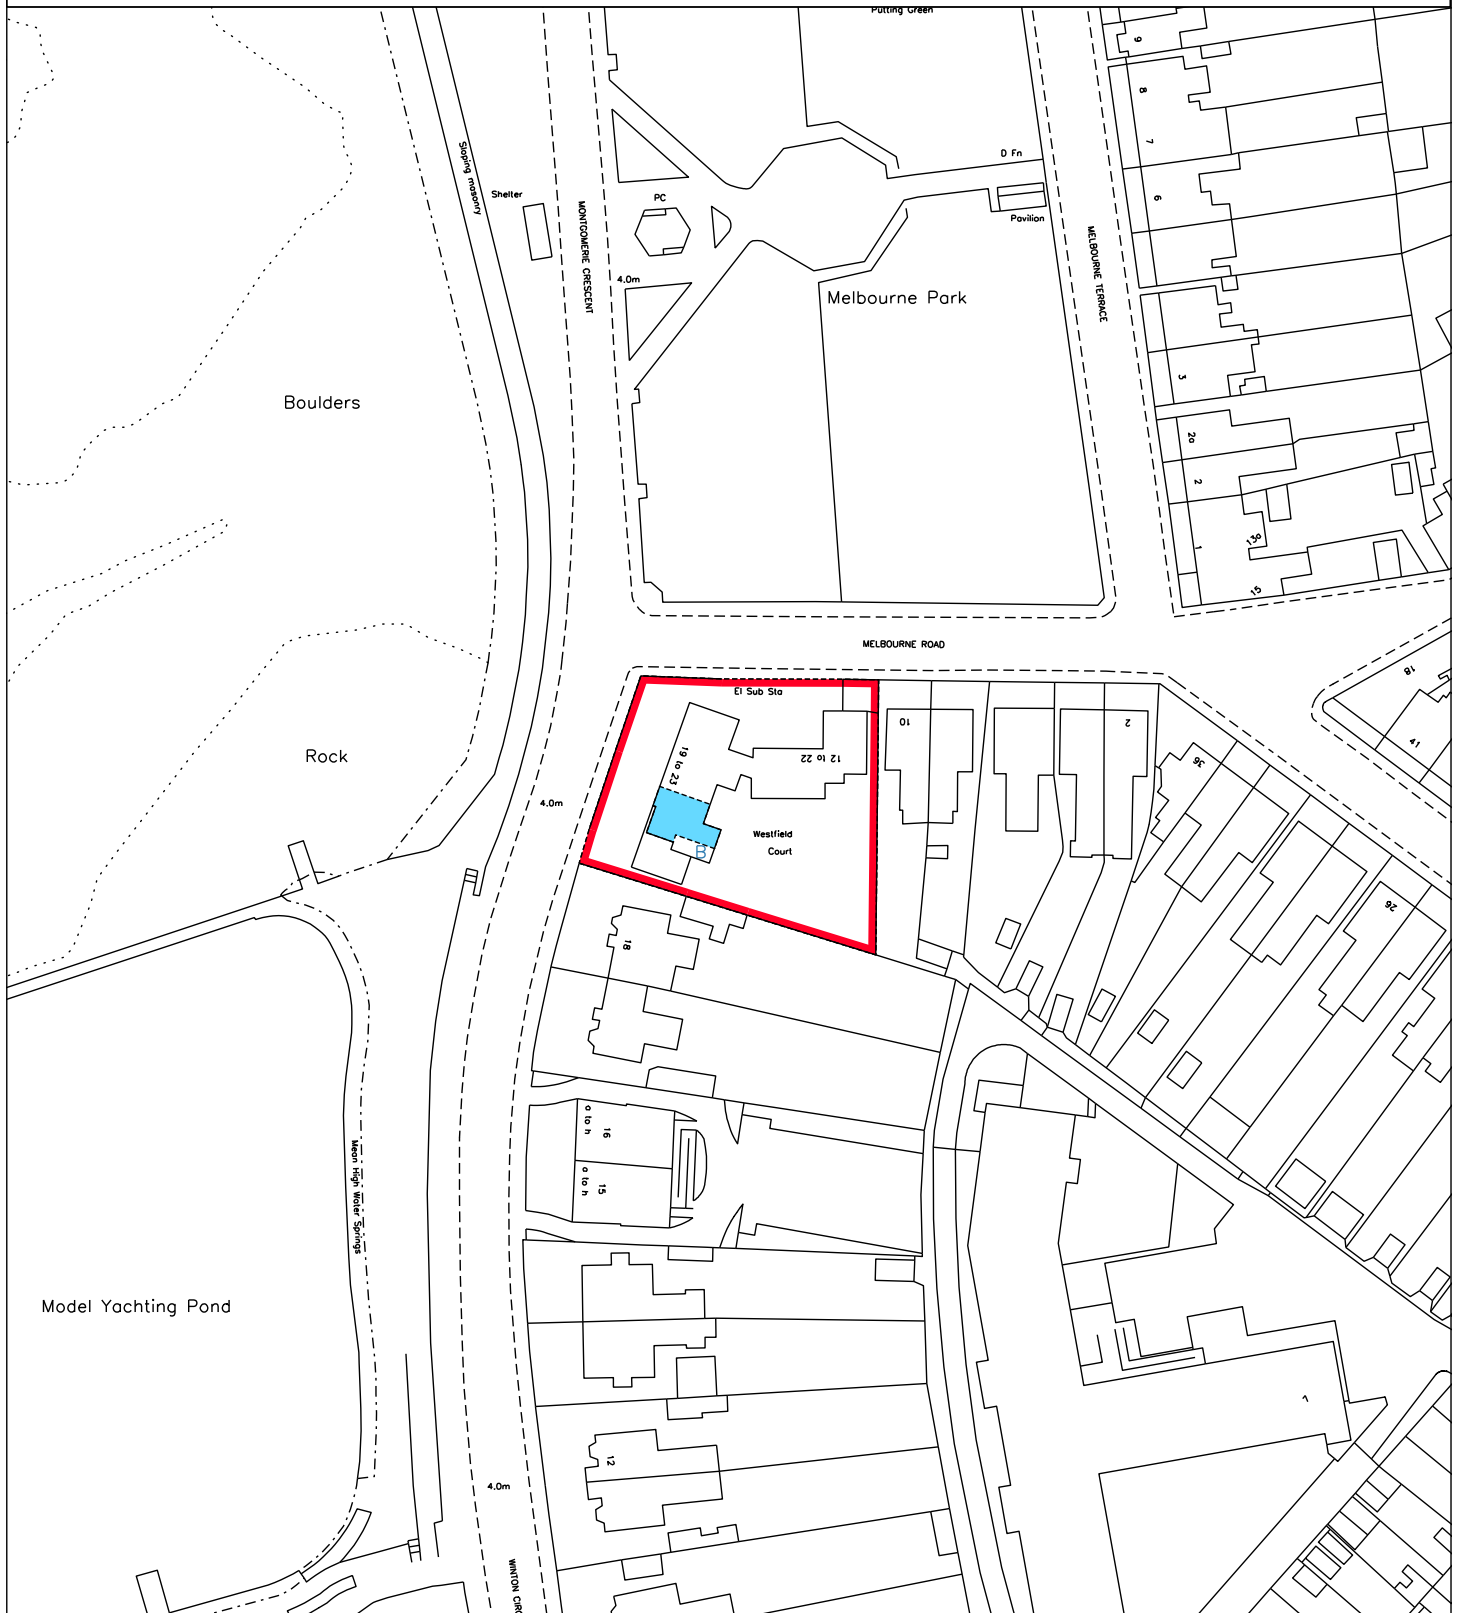 Putting Green
9
8
7
6
3
2a
2
1
13a
15
Sloping masonry
Shelter
PC
D Fn
Pavilion
MONTGOMERIE CRESCENT
MELBOURNE TERRACE
4.0m
Melbourne Park
Boulders
MELBOURNE ROAD
18
41
El Sub Sta
10
2
36
Rock
19 to 23
12 to 22
4.0m
Westfield
Court
B
26
18
16
a to h
15
a to h
Mean High Water Springs
Model Yachting Pond
7
12
4.0m
WINTON CIRC